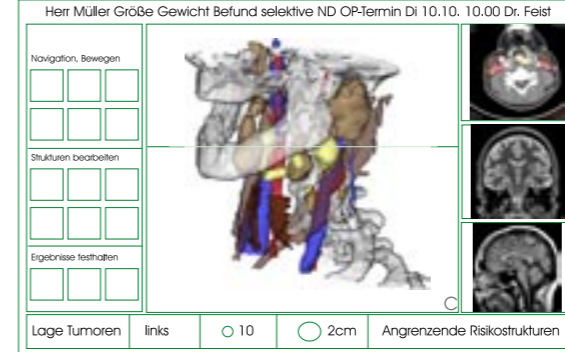 Herr Müller Größe Gewicht Befund selektive ND OP-Termin Di 10.10. 10.00 Dr. Feist
Navigation, Bewegen
Strukturen bearbeiten
Ergebnisse festhalten
C
Lage Tumoren links 10 2cm Angrenzende Risikostrukturen